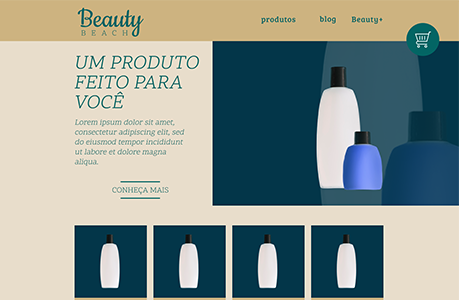 Beauty
BEACH
produtos
blog
Beauty+
UM PRODUTO
FEITO PARA
VOCÊ
Lorem ipsum dolor sit amet,
consectetur adipiscing elit, sed
do eiusmod tempor incididunt
ut labore et dolore magna
aliqua.
CONHEÇA MAIS